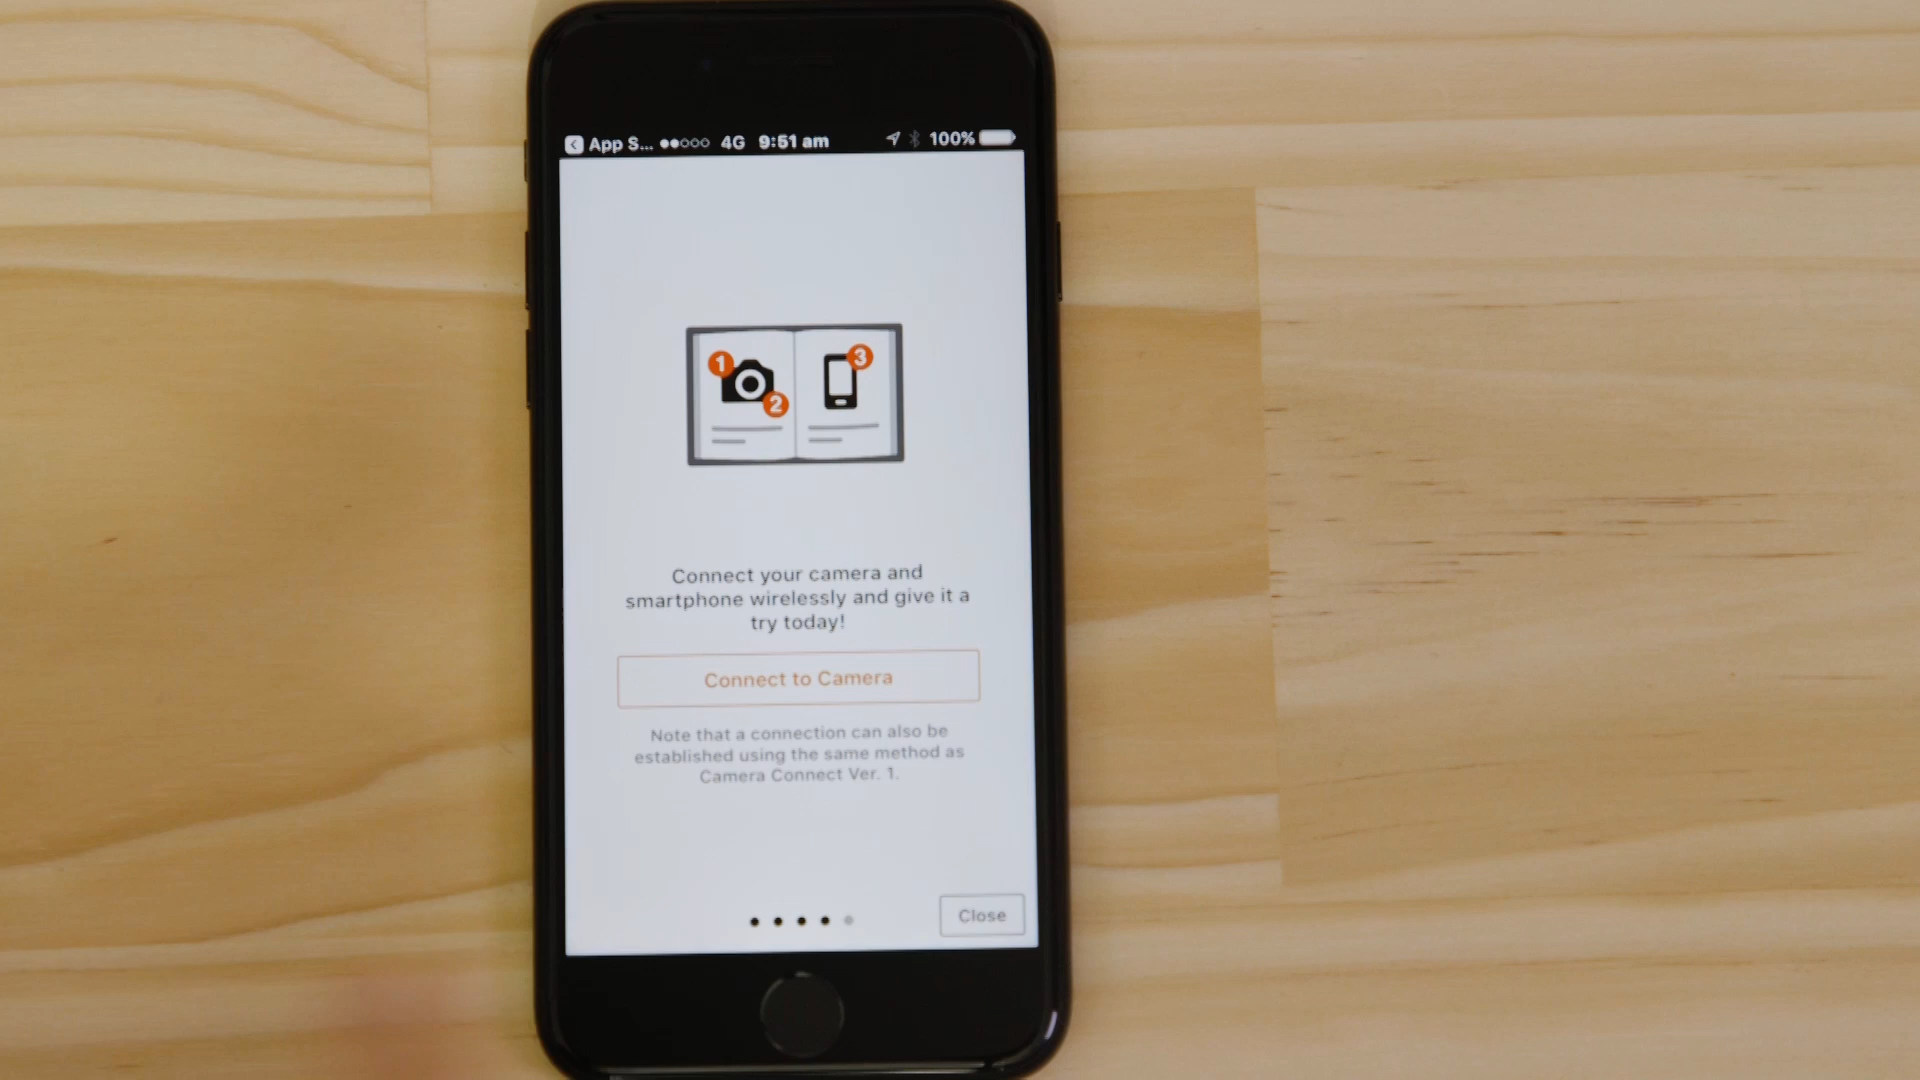 App S... 4G 9:51 am 100%
1
2
3
Connect your camera and
smartphone wirelessly and give it a
try today!
Connect to Camera
Note that a connection can also be
established using the same method as
Camera Connect Ver. 1.
Close